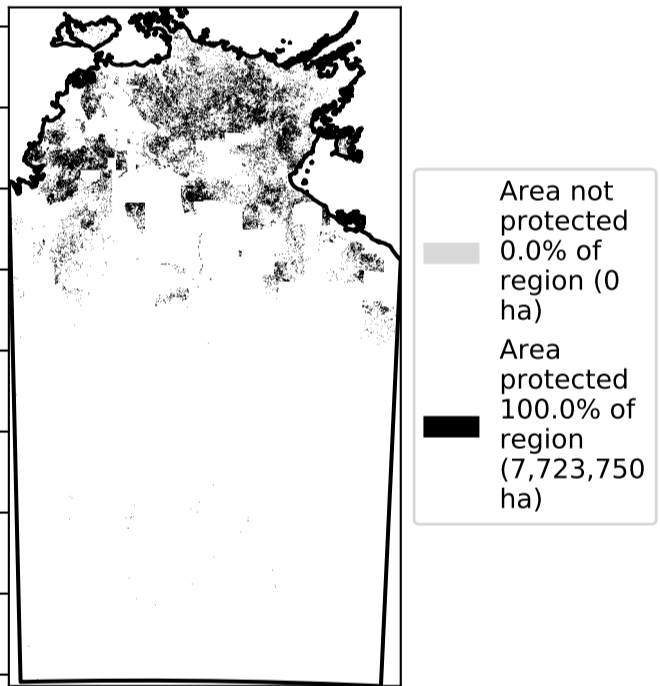 Area not
protected
0.0% of
region (0
ha)
Area
protected
100.0% of
region
(7,723,750
ha)